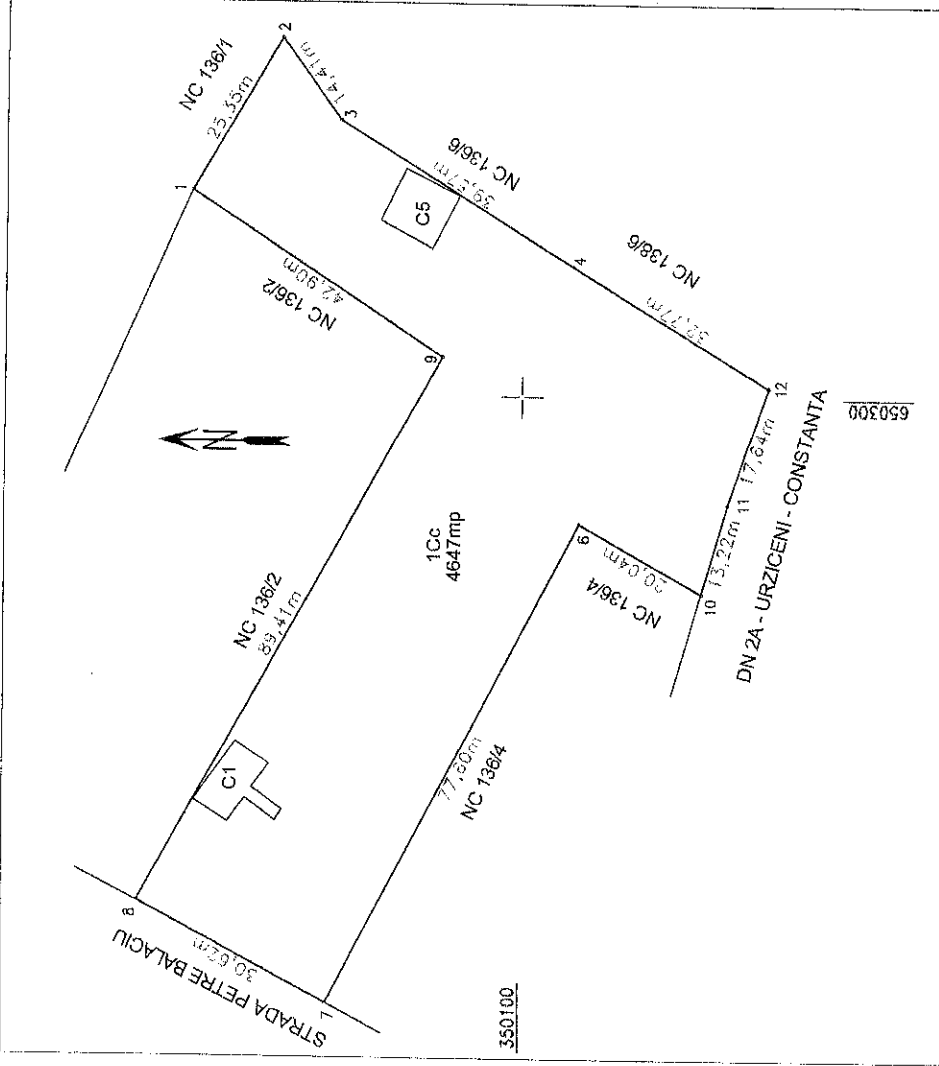 NC 136/1
2
25,35m
1
14,41m
3
NC 136/6
39,57m
C5
42,90m
NC 136/2
4
NC 138/6
32,77m
9
N
12
DN 2A - URZICENI - CONSTANTA
650300
17,64m
11
13,22m
10
1Cc
4647mp
6
20,04m
NC 136/4
NC 136/2
89,41m
C1
77,60m
NC 136/4
8
30,62m
STRADA PETRE BALACIU
7
350100